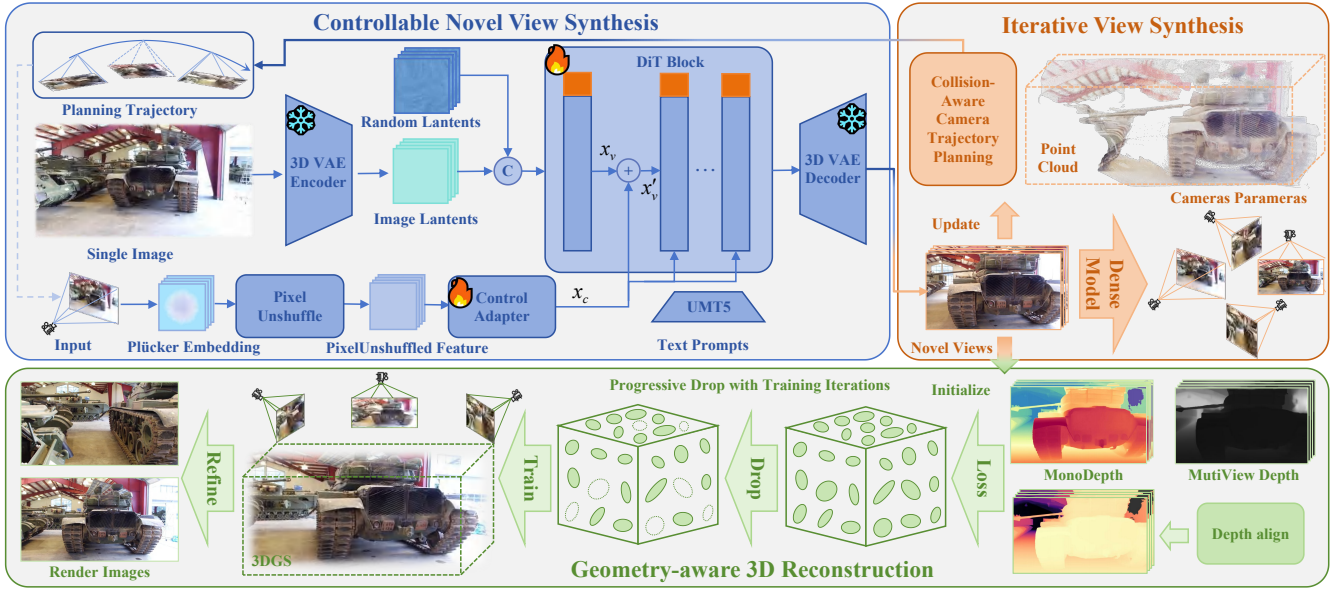 Controllable Novel View Synthesis
Planning Trajectory
Single Image
3D VAE
Encoder
Random Lantents
Image Lantents
C
DiT Block
x_v
+
x'_v
...
3D VAE
Decoder
Input
Plücker Embedding
Pixel
Unshuffle
PixelUnshuffled Feature
Control
Adapter
x_c
UMT5
Text Prompts
Iterative View Synthesis
Collision-
Aware
Camera
Trajectory
Planning
Point
Cloud
Cameras Parameras
Update
Dense
Model
Novel Views
Initialize
MonoDepth
MutiView Depth
Depth align
Loss
Progressive Drop with Training Iterations
Drop
Train
3DGS
Refine
Render Images
Geometry-aware 3D Reconstruction